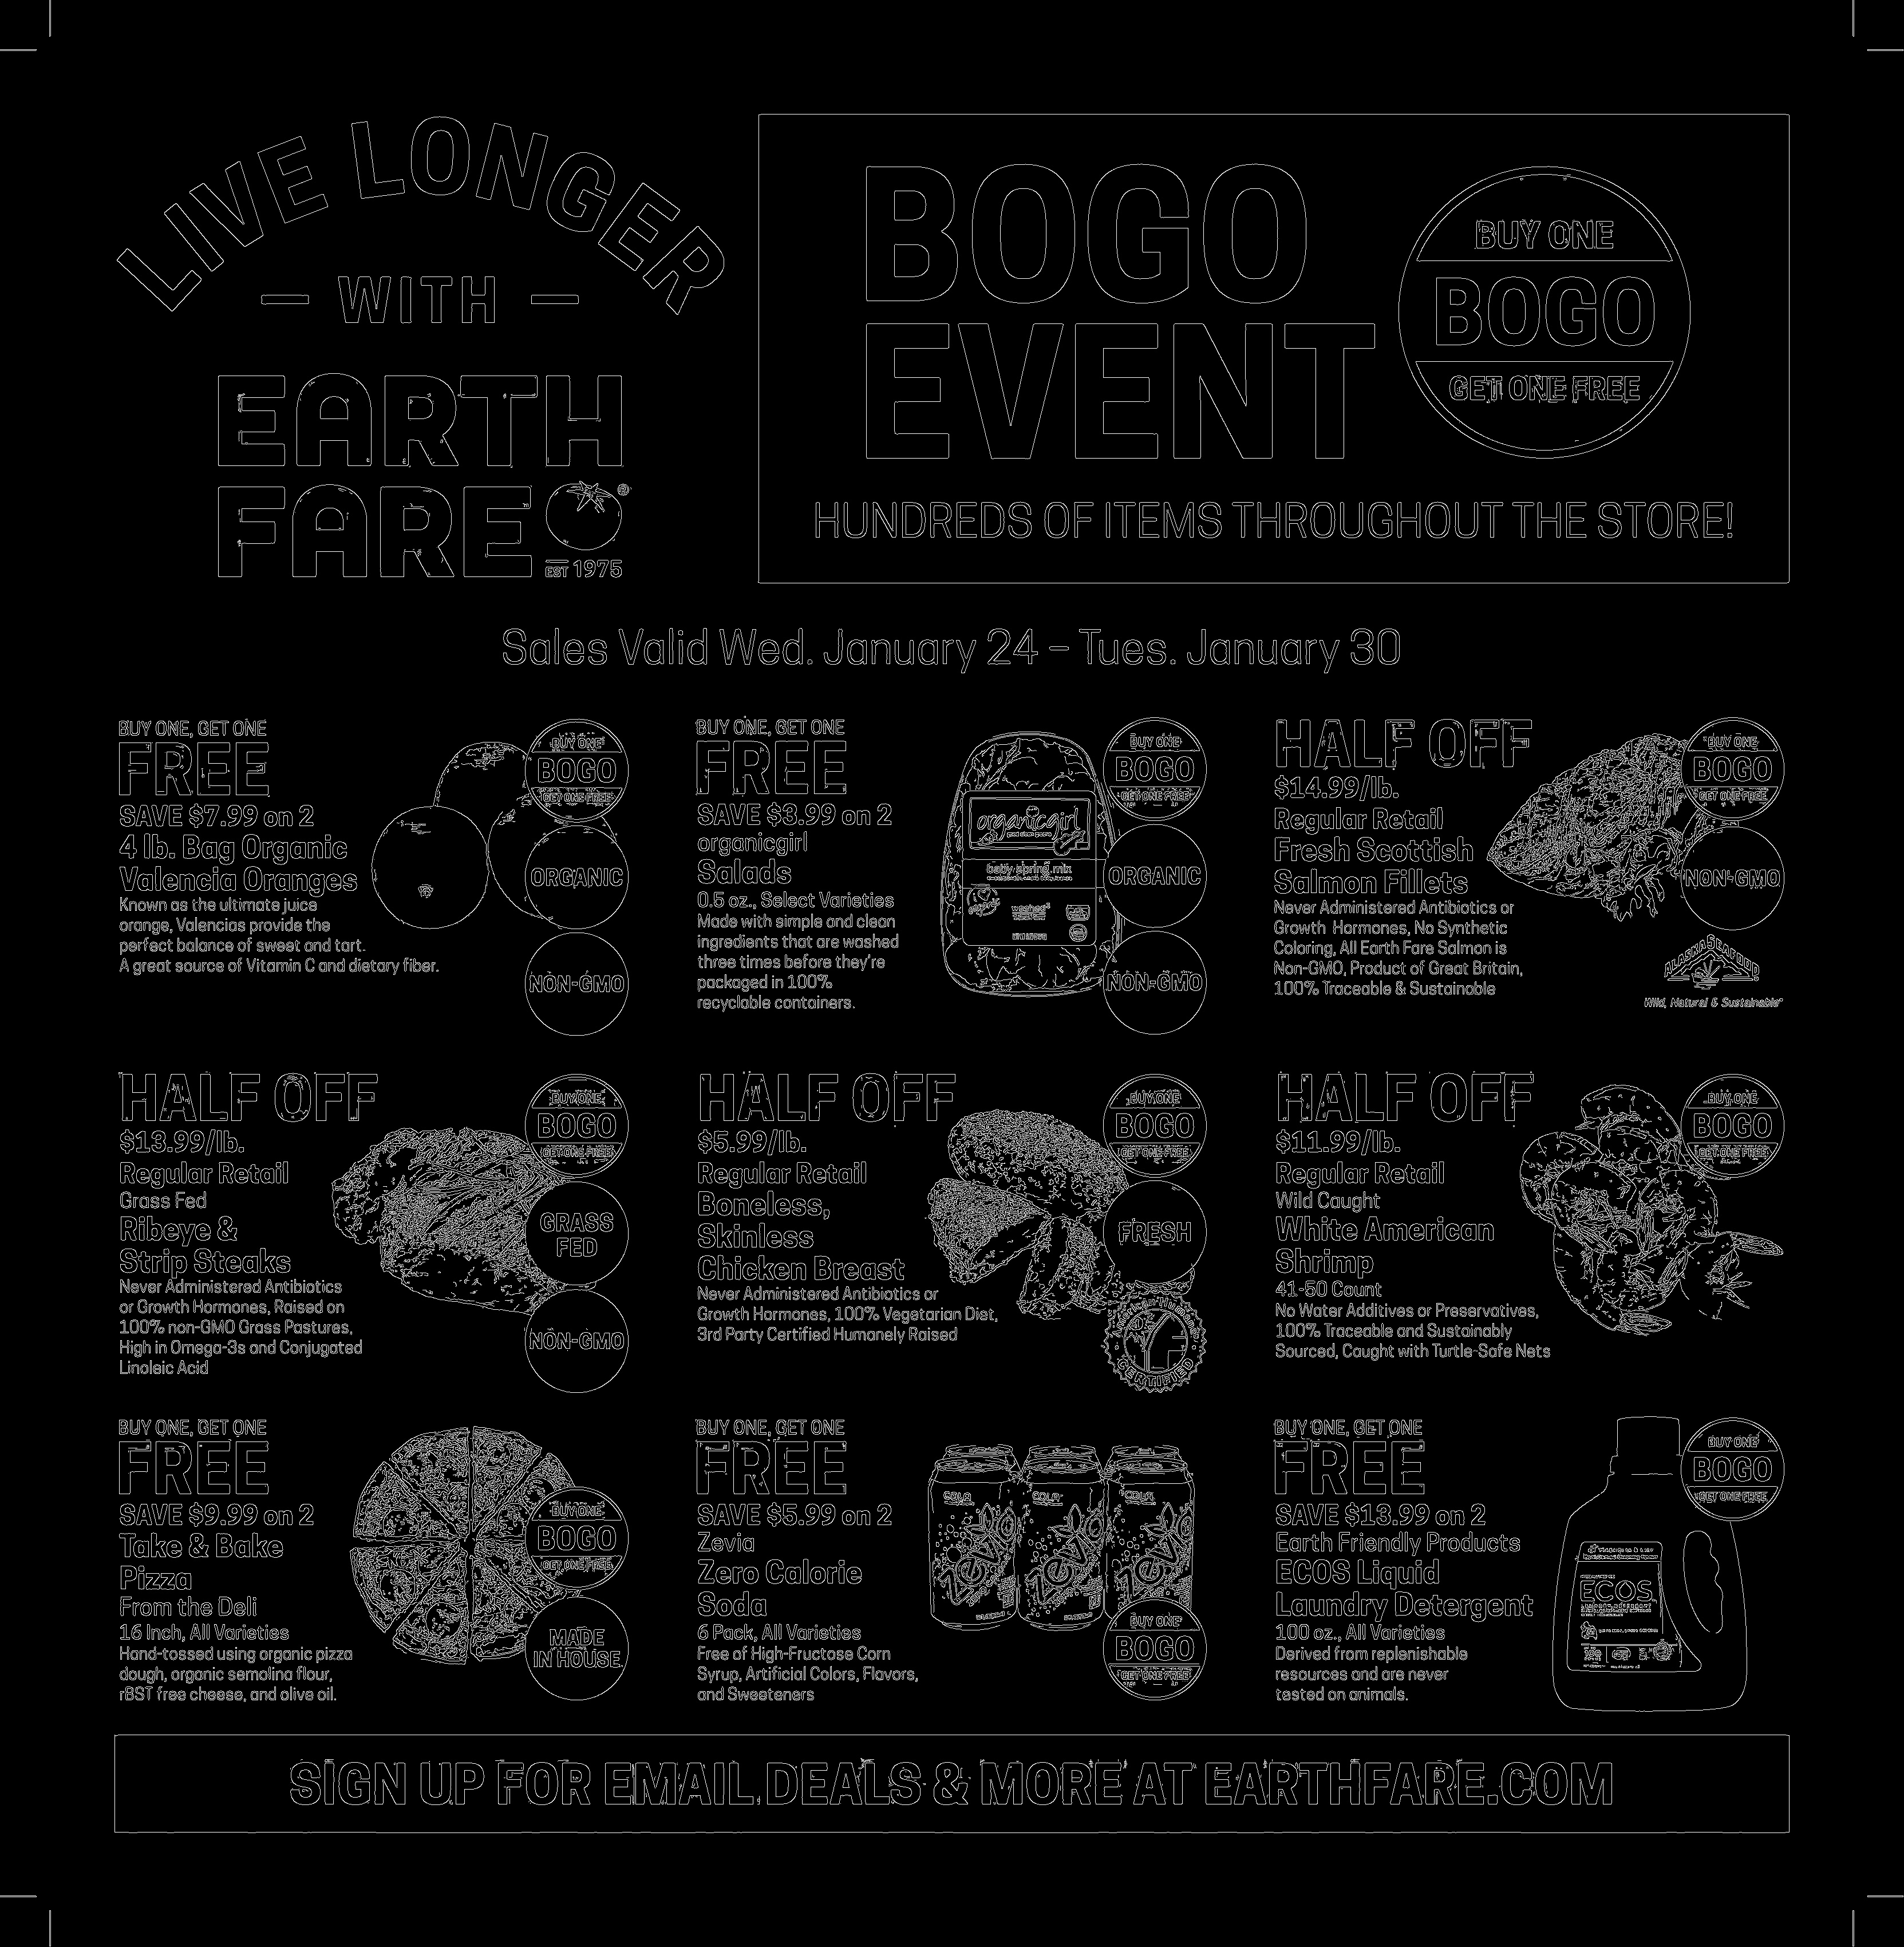 LIVE LONGER
— WITH —
EARTH
FARE®
EST 1975
BOGO
EVENT
BUY ONE
BOGO
GET ONE FREE
HUNDREDS OF ITEMS THROUGHOUT THE STORE!
Sales Valid Wed. January 24 – Tues. January 30
BUY ONE, GET ONE
FREE
SAVE $7.99 on 2
4 lb. Bag Organic
Valencia Oranges
Known as the ultimate juice
orange, Valencias provide the
perfect balance of sweet and tart.
A great source of Vitamin C and dietary fiber.
BUY ONE
BOGO
GET ONE FREE
ORGANIC
NON-GMO
BUY ONE, GET ONE
FREE
SAVE $3.99 on 2
organicgirl
Salads
0.5 oz., Select Varieties
Made with simple and clean
ingredients that are washed
three times before they're
packaged in 100%
recyclable containers.
organicgirl
baby spring mix
BUY ONE
BOGO
GET ONE FREE
ORGANIC
NON-GMO
HALF OFF
$14.99/lb.
Regular Retail
Fresh Scottish
Salmon Fillets
Never Administered Antibiotics or
Growth Hormones, No Synthetic
Coloring, All Earth Fare Salmon is
Non-GMO, Product of Great Britain,
100% Traceable & Sustainable
BUY ONE
BOGO
GET ONE FREE
NON-GMO
ALASKA SEAFOOD
Wild, Natural & Sustainable®
HALF OFF
$13.99/lb.
Regular Retail
Grass Fed
Ribeye &
Strip Steaks
Never Administered Antibiotics
or Growth Hormones, Raised on
100% non-GMO Grass Pastures,
High in Omega-3s and Conjugated
Linoleic Acid
BUY ONE
BOGO
GET ONE FREE
GRASS
FED
NON-GMO
HALF OFF
$5.99/lb.
Regular Retail
Boneless,
Skinless
Chicken Breast
Never Administered Antibiotics or
Growth Hormones, 100% Vegetarian Diet,
3rd Party Certified Humanely Raised
BUY ONE
BOGO
GET ONE FREE
FRESH
CERTIFIED
HALF OFF
$11.99/lb.
Regular Retail
Wild Caught
White American
Shrimp
41-50 Count
No Water Additives or Preservatives,
100% Traceable and Sustainably
Sourced, Caught with Turtle-Safe Nets
BUY ONE
BOGO
GET ONE FREE
BUY ONE, GET ONE
FREE
SAVE $9.99 on 2
Take & Bake
Pizza
From the Deli
16 Inch, All Varieties
Hand-tossed using organic pizza
dough, organic semolina flour,
rBST free cheese, and olive oil.
BUY ONE
BOGO
GET ONE FREE
MADE
IN HOUSE
BUY ONE, GET ONE
FREE
SAVE $5.99 on 2
Zevia
Zero Calorie
Soda
6 Pack, All Varieties
Free of High-Fructose Corn
Syrup, Artificial Colors, Flavors,
and Sweeteners
COLA
COLA
COLA
zevia
zevia
zevia
BUY ONE
BOGO
GET ONE FREE
BUY ONE, GET ONE
FREE
SAVE $13.99 on 2
Earth Friendly Products
ECOS Liquid
Laundry Detergent
100 oz., All Varieties
Derived from replenishable
resources and are never
tested on animals.
ECOS
BUY ONE
BOGO
GET ONE FREE
SIGN UP FOR EMAIL DEALS & MORE AT EARTHFARE.COM